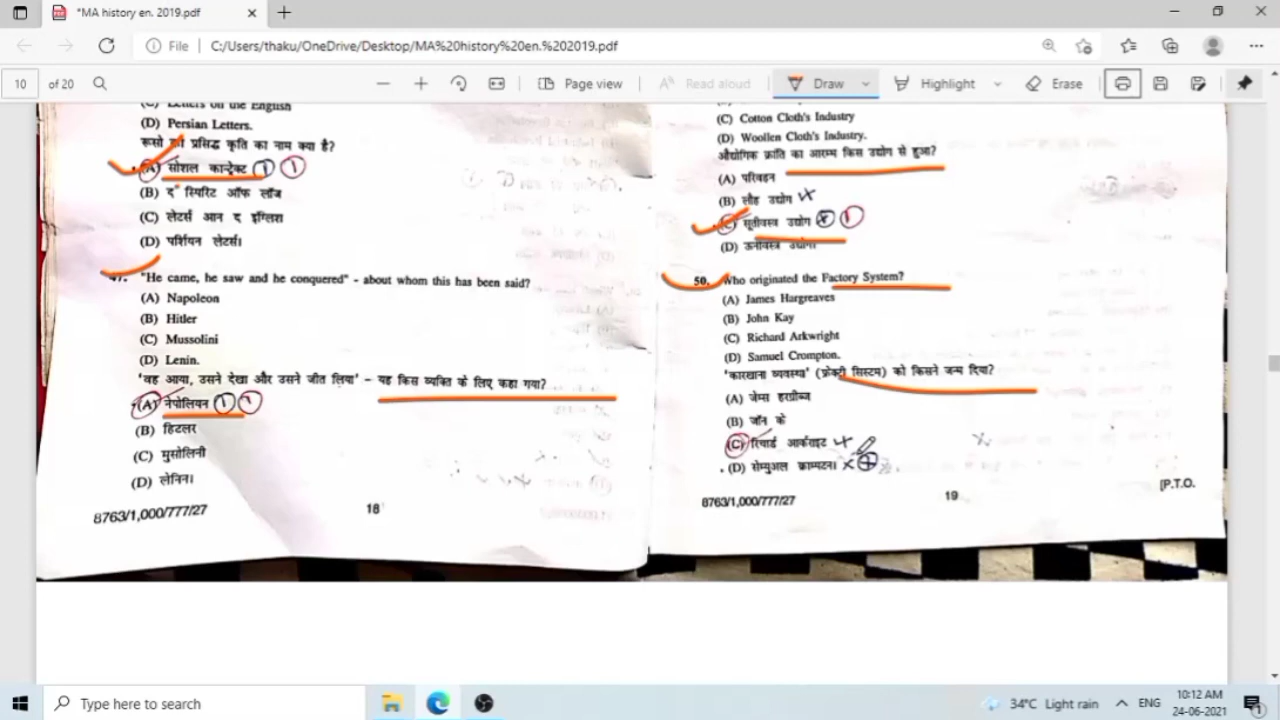 *MA history en. 2019.pdf
File | C:/Users/thaku/OneDrive/Desktop/MA%20history%20en.%202019.pdf
10 of 20
Page view
Read aloud
Draw
Highlight
Erase
(C) Letters on the English
(D) Persian Letters.
रूसो की प्रसिद्ध कृति का नाम क्या है?
(A) सोशल कान्ट्रेक्ट
(B) द स्पिरिट ऑफ लॉज
(C) लेटर्स आन द इंग्लिश
(D) पर्शियन लेटर्स।
47. "He came, he saw and he conquered" - about whom this has been said?
(A) Napoleon
(B) Hitler
(C) Mussolini
(D) Lenin.
'वह आया, उसने देखा और उसने जीत लिया' – यह किस व्यक्ति के लिए कहा गया?
(A) नेपोलियन
(B) हिटलर
(C) मुसोलिनी
(D) लेनिन।
8763/1,000/777/27
18
(C) Cotton Cloth's Industry
(D) Woollen Cloth's Industry.
औद्योगिक क्रांति का आरम्भ किस उद्योग से हुआ?
(A) परिवहन
(B) लौह उद्योग
(C) सूतीवस्त्र उद्योग
(D) ऊनीवस्त्र उद्योग।
50. Who originated the Factory System?
(A) James Hargreaves
(B) John Kay
(C) Richard Arkwright
(D) Samuel Crompton.
'कारखाना व्यवस्था' (फ्रेक्ट्री सिस्टम) को किसने जन्म दिया?
(A) जेम्स हरग्रीब्ज
(B) जॉन के
(C) रिचार्ड आर्कराइट
(D) सेम्युअल क्राम्पटन।
8763/1,000/777/27
19
[P.T.O.
Type here to search
34°C Light rain
ENG
10:12 AM
24-06-2021